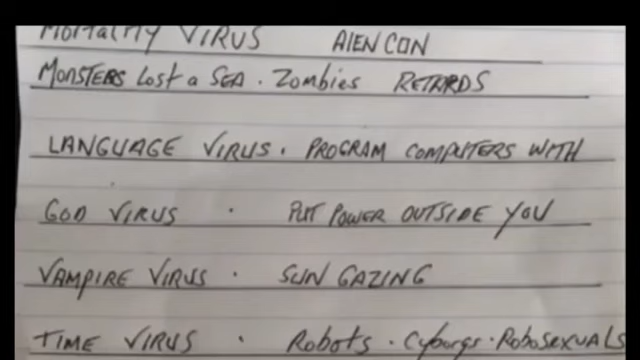 Mortality VIRUS AIEN CON
MONSTERS Lost a SEA . Zombies RETARDS
LANGUAGE VIRUS . PROGRAM COMPUTERS WITH
GOD VIRUS . PUT POWER OUTSIDE YOU
VAMPIRE VIRUS . SUN GAZING
TIME VIRUS . Robots . Cyborgs . RoboSEXUALS